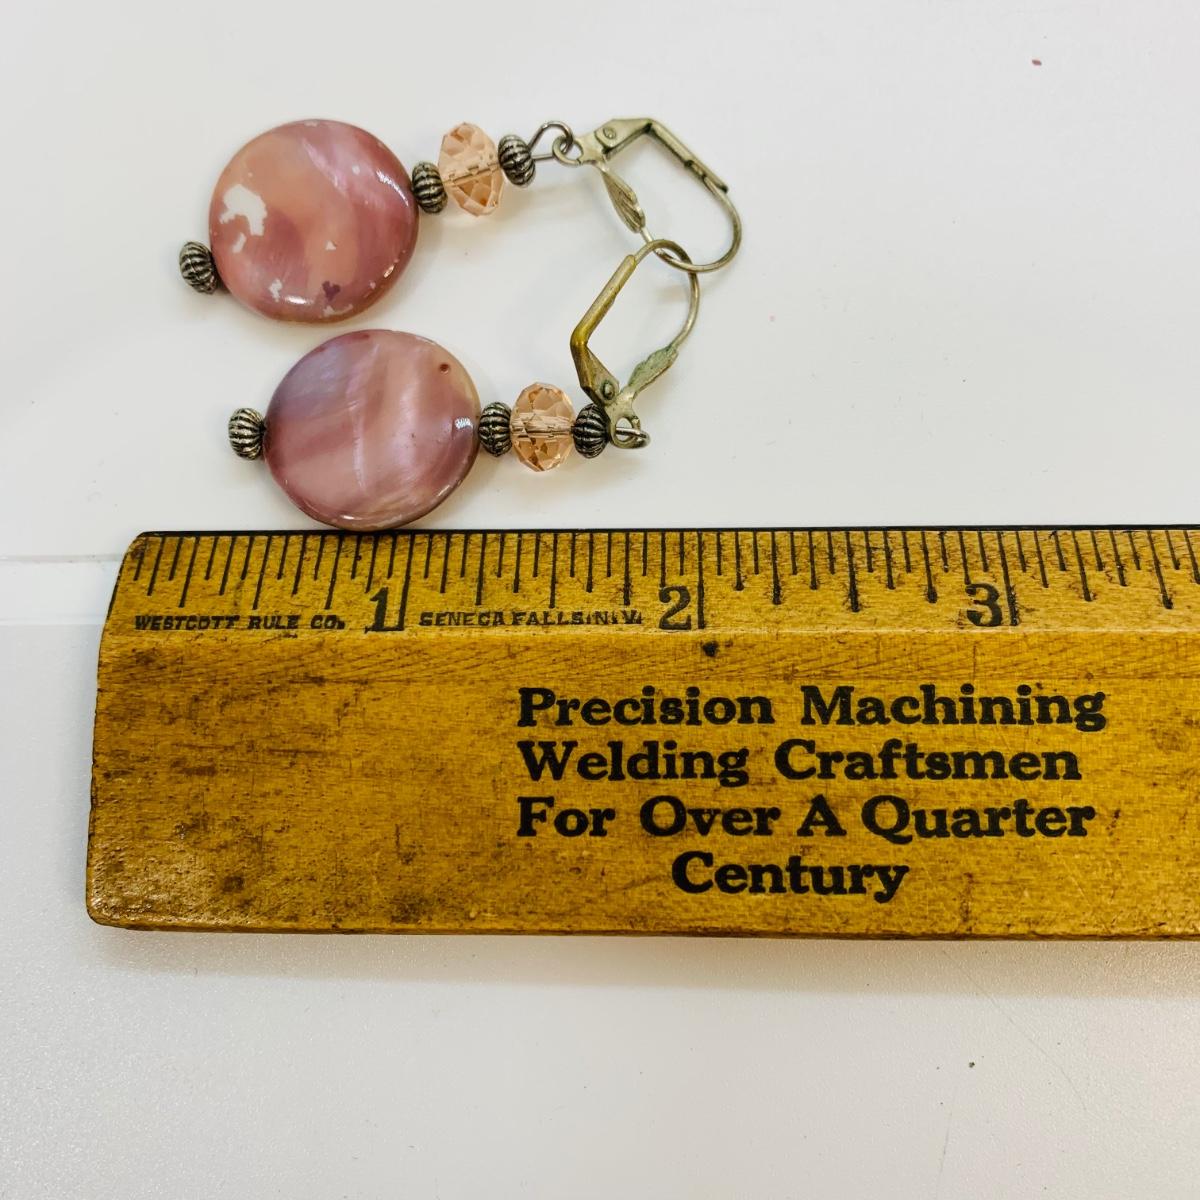 1 2 3
WESTCOTT RULE CO. SENECA FALLS, N.Y.
Precision Machining
Welding Craftsmen
For Over A Quarter
Century